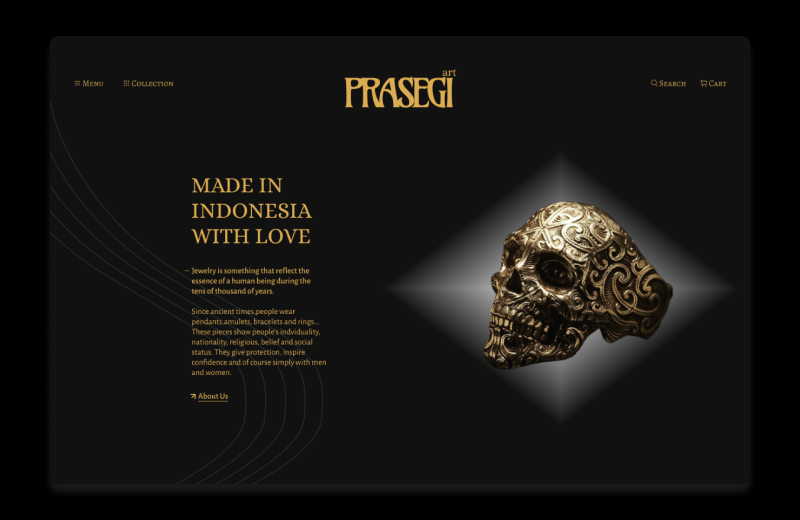 Menu
Collection
PRASEGI
art
Search
Cart
MADE IN
INDONESIA
WITH LOVE
Jewelry is something that reflect the
essence of a human being during the
tens of thousand of years.
Since ancient times,people wear
pendants,amulets, bracelets and rings...
These pieces show people's indviduality,
nationality, religious, belief and social
status. They give protection, inspire,
confidence and of course simply with men
and women.
About Us